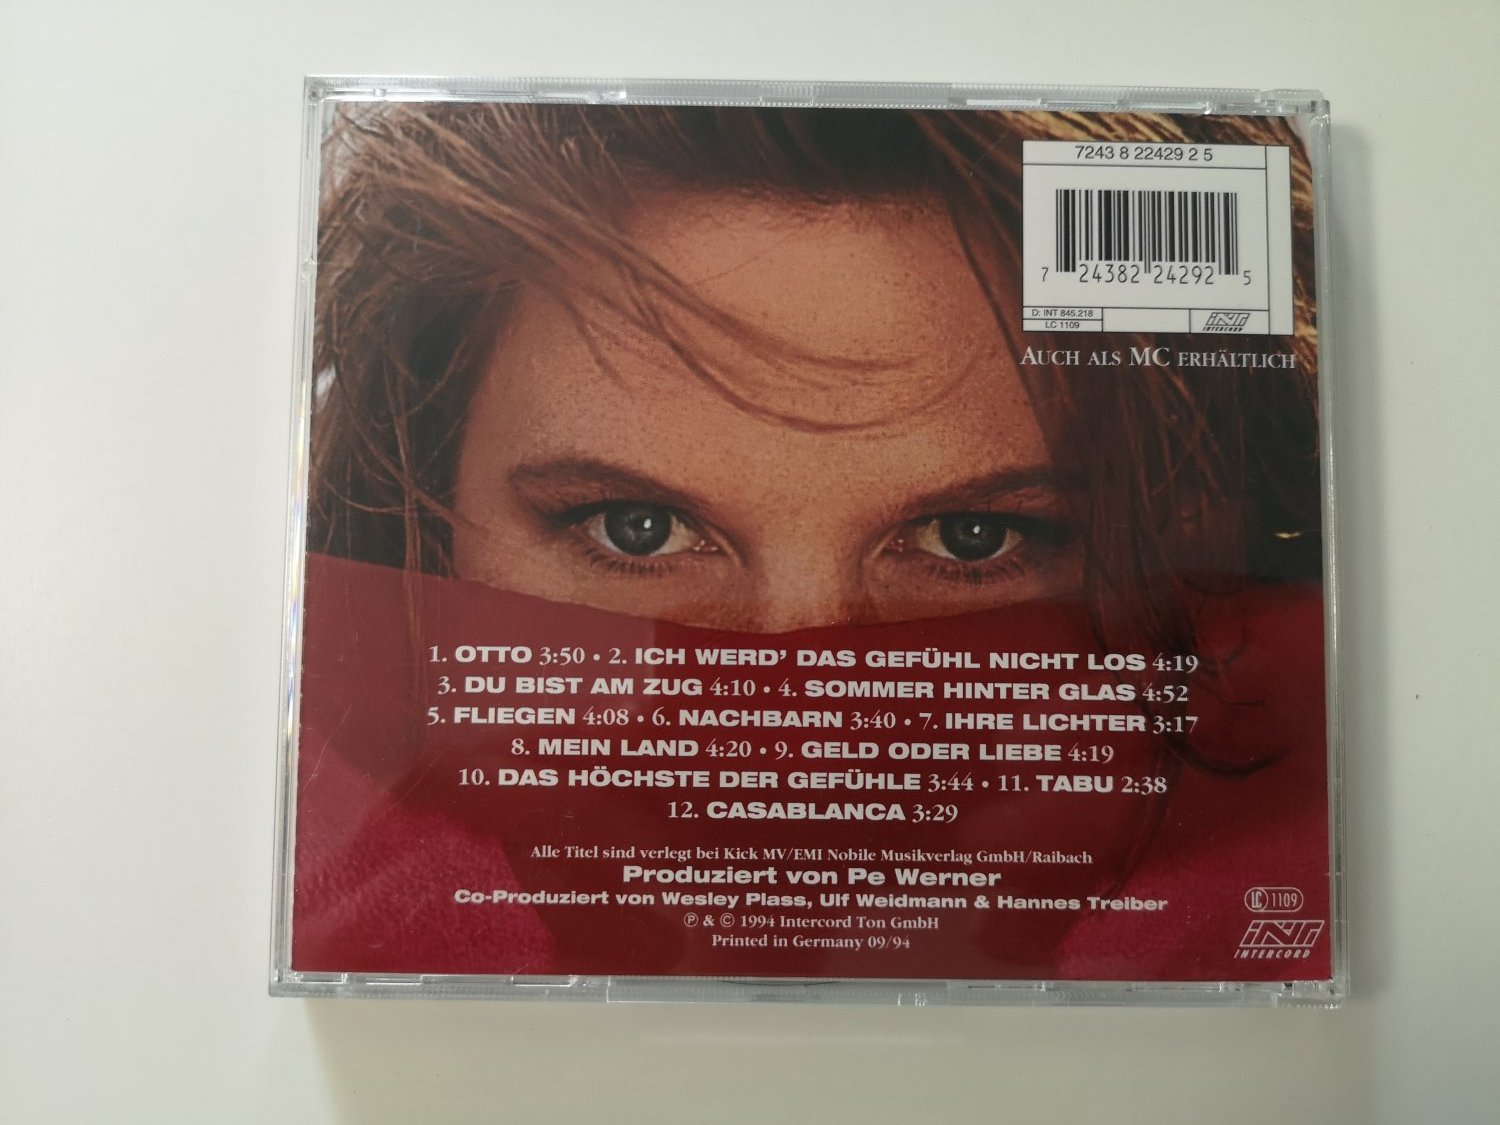 7243 8 22429 2 5
7 24382 24292 5
D: INT 845.218
LC 1109
INT
INTERCORD
AUCH ALS MC ERHÄLTLICH
1. OTTO 3:50 • 2. ICH WERD' DAS GEFÜHL NICHT LOS 4:19
3. DU BIST AM ZUG 4:10 • 4. SOMMER HINTER GLAS 4:52
5. FLIEGEN 4:08 • 6. NACHBARN 3:40 • 7. IHRE LICHTER 3:17
8. MEIN LAND 4:20 • 9. GELD ODER LIEBE 4:19
10. DAS HÖCHSTE DER GEFÜHLE 3:44 • 11. TABU 2:38
12. CASABLANCA 3:29
Alle Titel sind verlegt bei Kick MV/EMI Nobile Musikverlag GmbH/Raibach
Produziert von Pe Werner
Co-Produziert von Wesley Plass, Ulf Weidmann & Hannes Treiber
℗ & © 1994 Intercord Ton GmbH
Printed in Germany 09/94
LC 1109
INT
INTERCORD